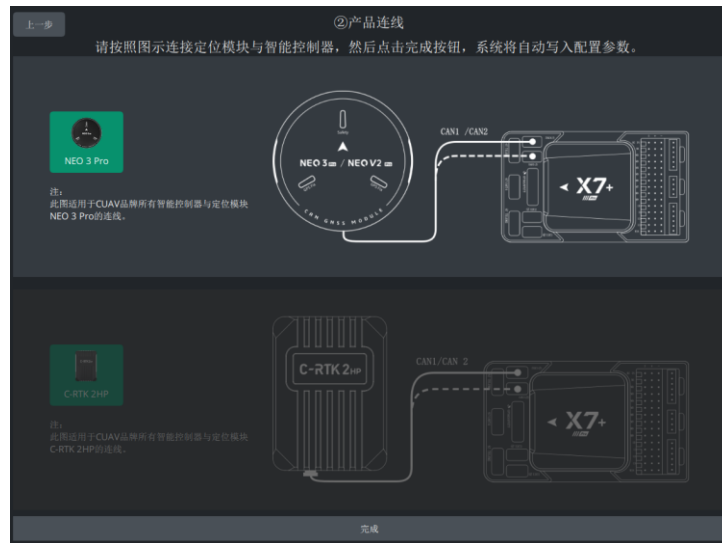 上一步
②产品连线
请按照图示连接定位模块与智能控制器，然后点击完成按钮，系统将自动写入配置参数。
NEO 3 Pro
注：
此图适用于CUAV品牌所有智能控制器与定位模块
NEO 3 Pro的连线。
NEO 3 PRO / NEO V2 PRO
CAN GNSS MODULE
CAN1 /CAN2
X7+
C-RTK 2HP
注：
此图适用于CUAV品牌所有智能控制器与定位模块
C-RTK 2HP的连线。
C-RTK 2HP
CAN1/CAN 2
X7+
完成